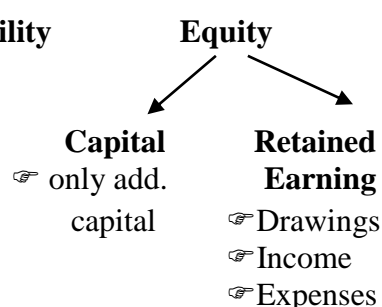 ility Equity
Capital Retained
☞ only add. Earning
capital ☞Drawings
☞Income
☞Expenses